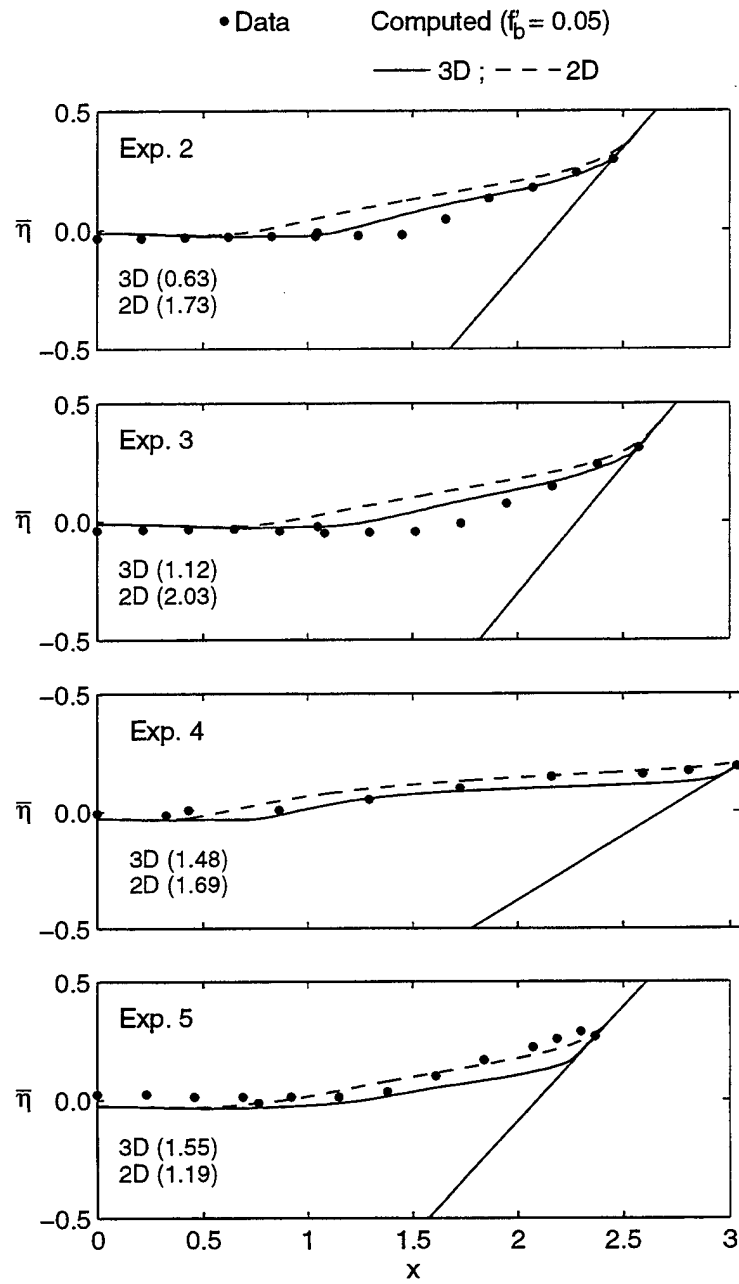 • Data Computed (f'b = 0.05)
3D ; 2D
0.5
Exp. 2
η̅ 0.0
3D (0.63)
2D (1.73)
−0.5
0.5
Exp. 3
η̅ 0.0
3D (1.12)
2D (2.03)
−0.5
−0.5
Exp. 4
η̅ 0.0
3D (1.48)
2D (1.69)
−0.5
0.5
Exp. 5
η̅ 0.0
3D (1.55)
2D (1.19)
−0.5
0 0.5 1 1.5 2 2.5 3
x